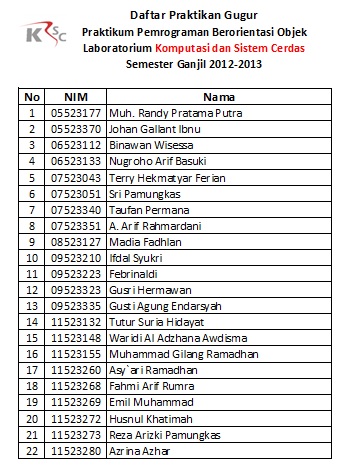 KSC
Daftar Praktikan Gugur
Praktikum Pemrograman Berorientasi Objek
Laboratorium Komputasi dan Sistem Cerdas
Semester Ganjil 2012-2013
No NIM Nama
1 05523177 Muh. Randy Pratama Putra
2 05523370 Johan Gallant Ibnu
3 06523112 Binawan Wisessa
4 06523133 Nugroho Arif Basuki
5 07523043 Terry Hekmatyar Ferian
6 07523051 Sri Pamungkas
7 07523340 Taufan Permana
8 07523351 A. Arif Rahmardani
9 08523127 Madia Fadhlan
10 09523210 Ifdal Syukri
11 09523223 Febrinaldi
12 09523323 Gusri Hermawan
13 09523335 Gusti Agung Endarsyah
14 11523132 Tutur Suria Hidayat
15 11523148 Waridi Al Adzhana Awdisma
16 11523155 Muhammad Gilang Ramadhan
17 11523260 Asy`ari Ramadhan
18 11523268 Fahmi Arif Rumra
19 11523269 Emil Muhammad
20 11523272 Husnul Khatimah
21 11523273 Reza Arizki Pamungkas
22 11523280 Azrina Azhar